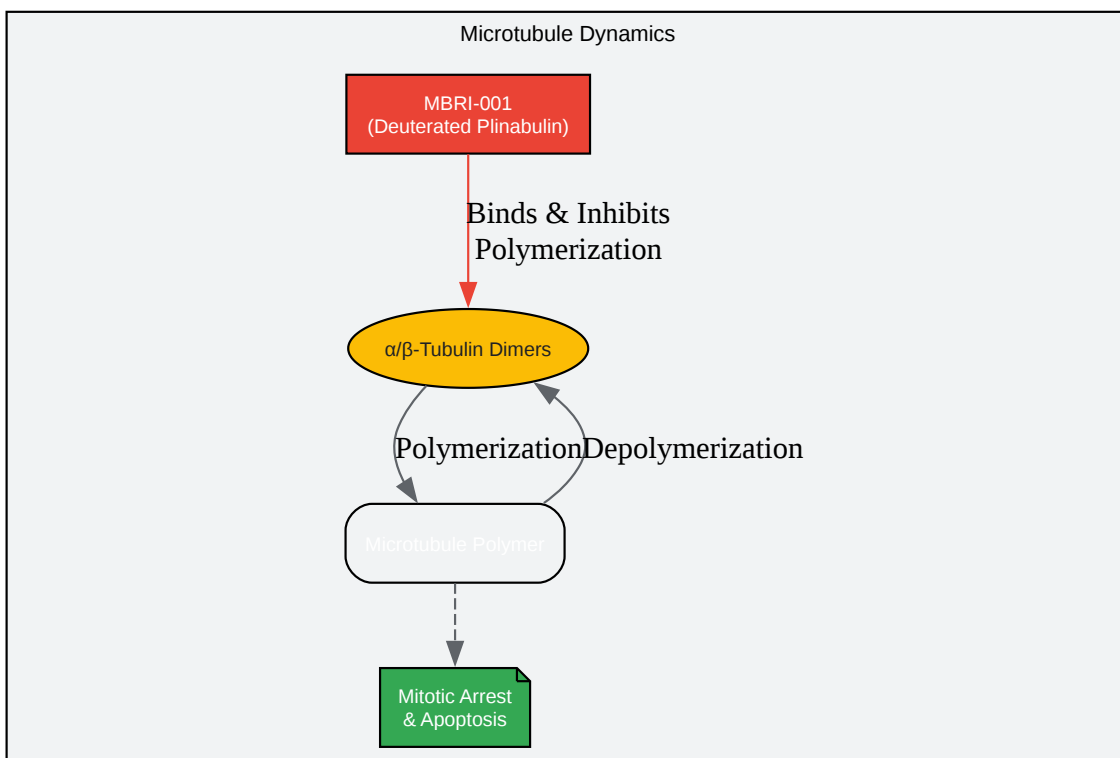 Microtubule Dynamics
MBRI-001
(Deuterated Plinabulin)
Binds & Inhibits
Polymerization
α/β-Tubulin Dimers
Polymerization
Depolymerization
Microtubule Polymer
Mitotic Arrest
& Apoptosis